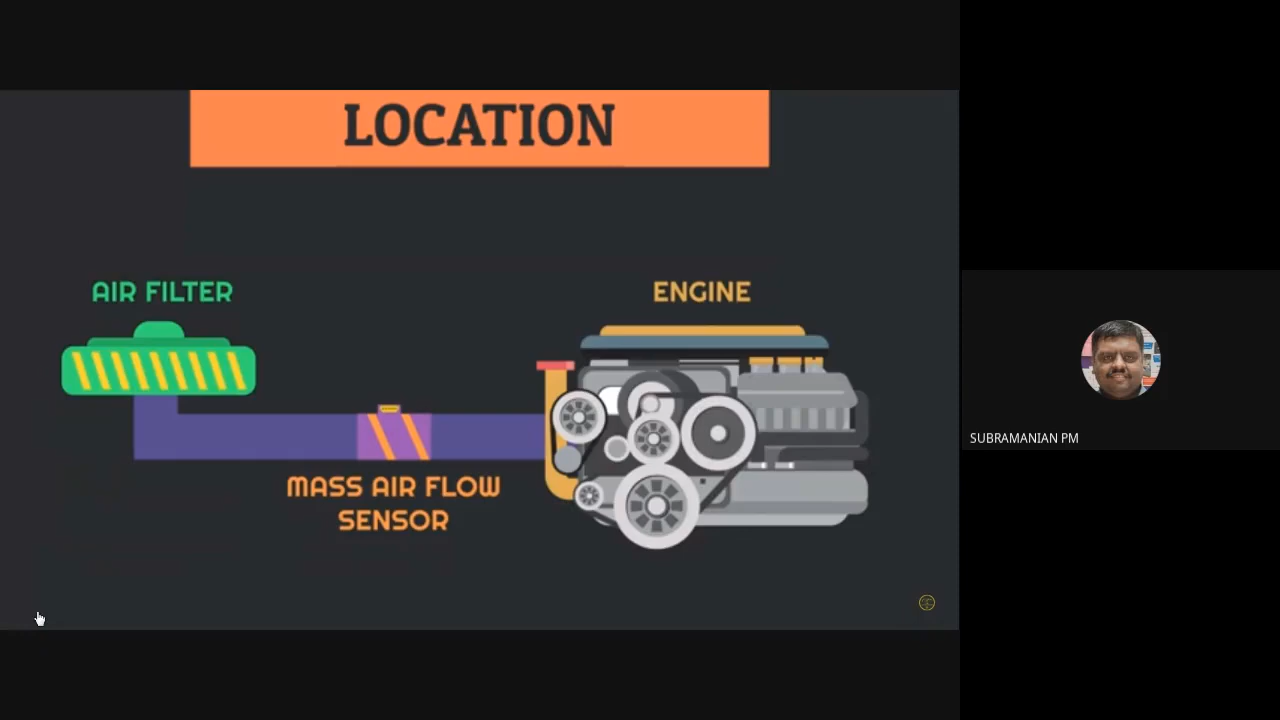 LOCATION
AIR FILTER
ENGINE
MASS AIR FLOW
SENSOR
SUBRAMANIAN PM